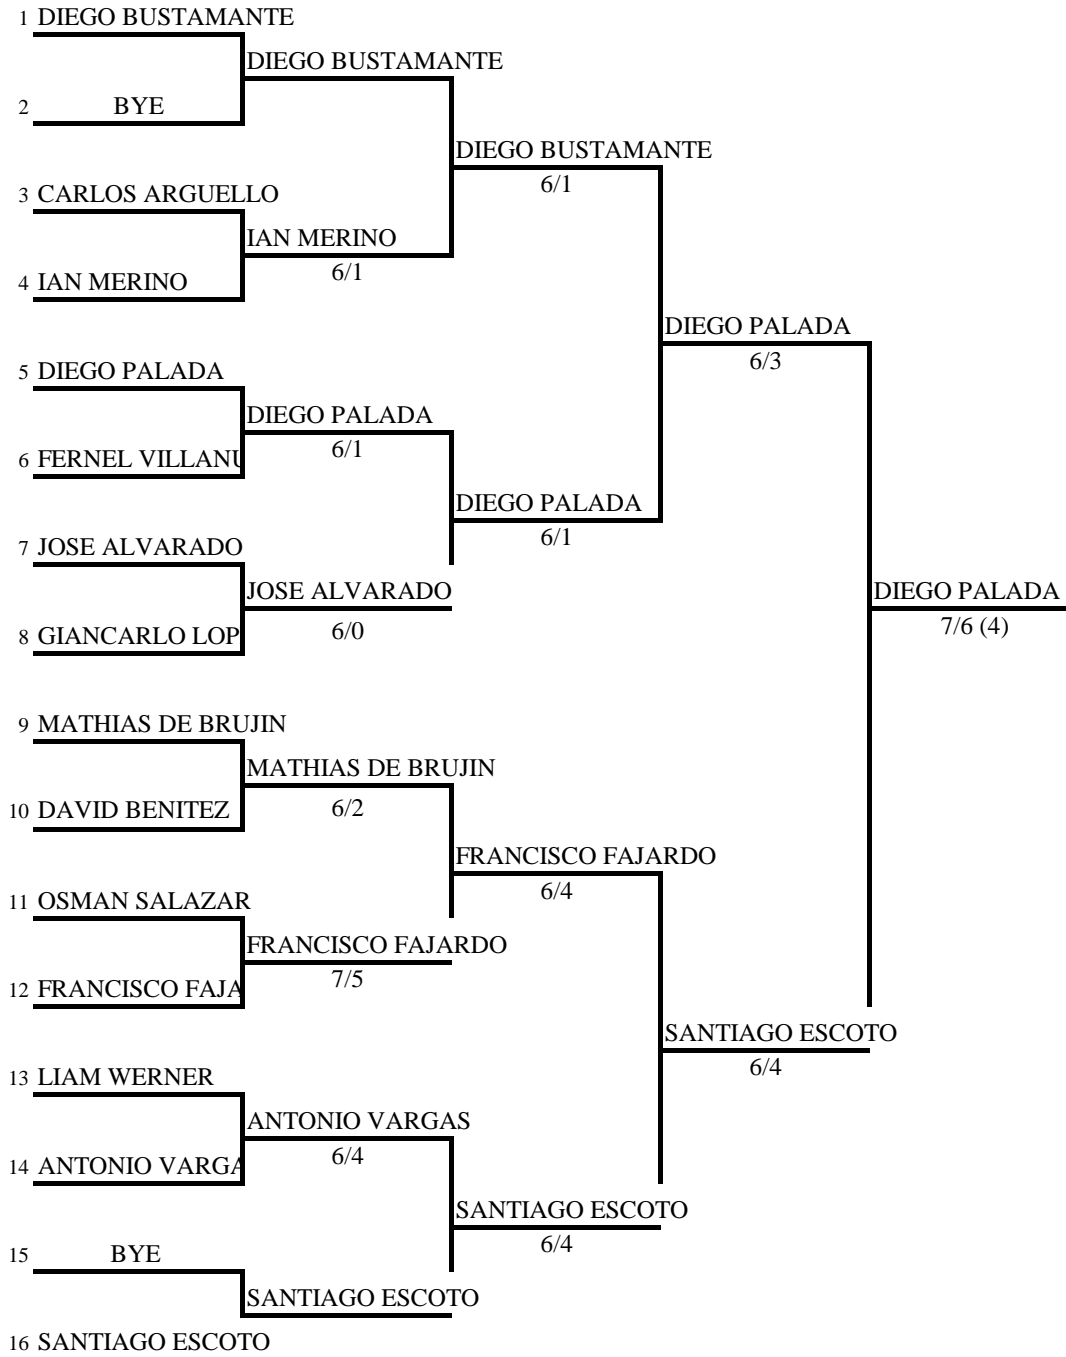 1 DIEGO BUSTAMANTE
DIEGO BUSTAMANTE
2 BYE
DIEGO BUSTAMANTE
6/1
3 CARLOS ARGUELLO
IAN MERINO
6/1
4 IAN MERINO
DIEGO PALADA
6/3
5 DIEGO PALADA
DIEGO PALADA
6/1
6 FERNEL VILLANU
DIEGO PALADA
6/1
7 JOSE ALVARADO
JOSE ALVARADO
6/0
DIEGO PALADA
7/6 (4)
8 GIANCARLO LOP
9 MATHIAS DE BRUJIN
MATHIAS DE BRUJIN
6/2
10 DAVID BENITEZ
FRANCISCO FAJARDO
6/4
11 OSMAN SALAZAR
FRANCISCO FAJARDO
7/5
12 FRANCISCO FAJA
SANTIAGO ESCOTO
6/4
13 LIAM WERNER
ANTONIO VARGAS
6/4
14 ANTONIO VARGA
SANTIAGO ESCOTO
6/4
15 BYE
SANTIAGO ESCOTO
16 SANTIAGO ESCOTO